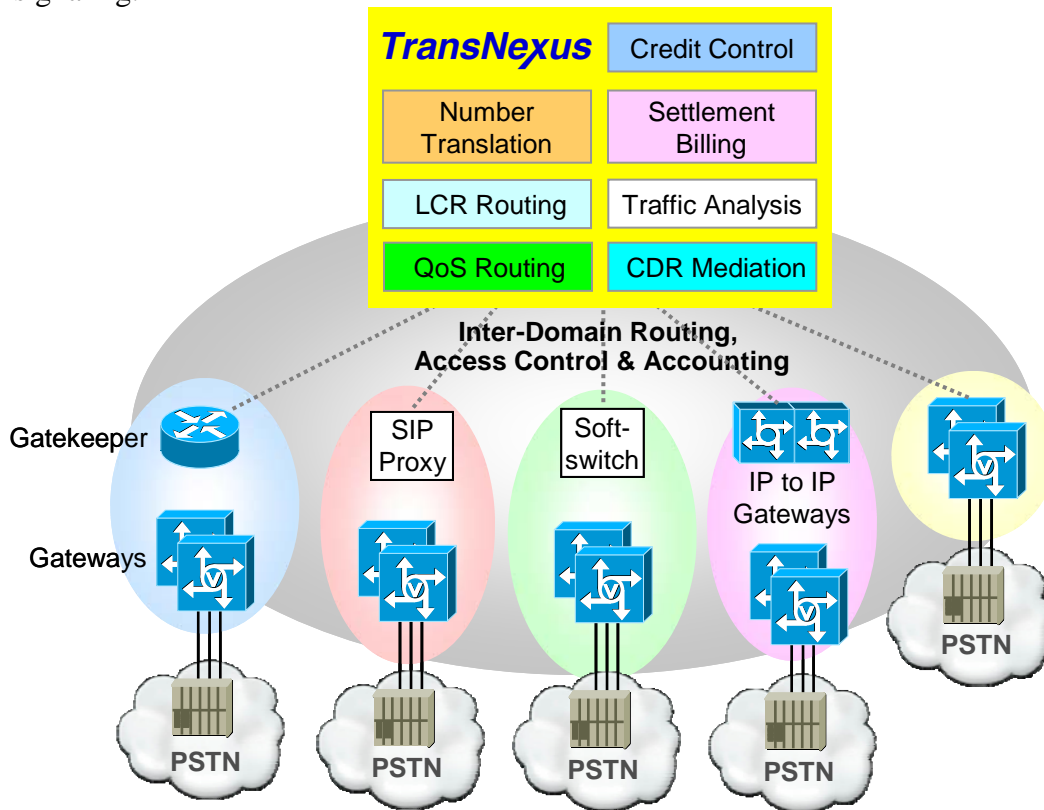 TransNexus
Credit Control
Number
Translation
Settlement
Billing
LCR Routing
Traffic Analysis
QoS Routing
CDR Mediation
Inter-Domain Routing,
Access Control & Accounting
Gatekeeper
SIP
Proxy
Soft-
switch
IP to IP
Gateways
Gateways
V
V
V
V
V
PSTN
PSTN
PSTN
PSTN
PSTN